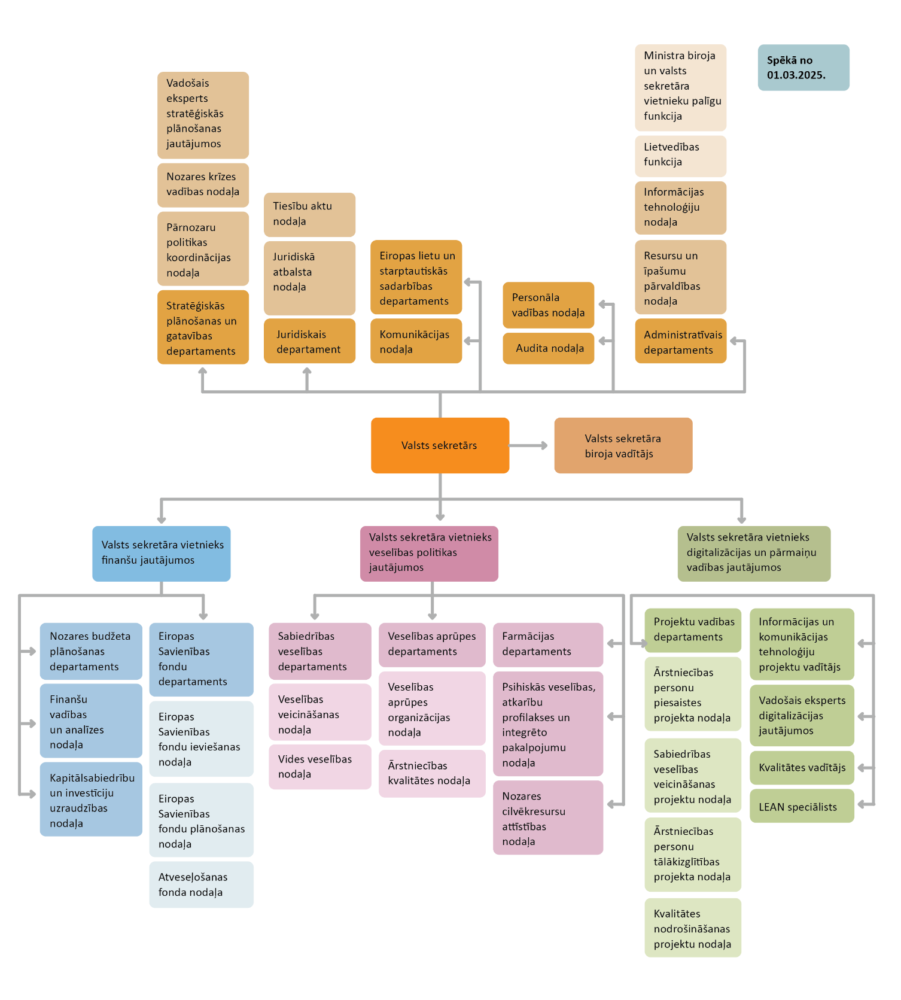 Spēkā no
01.03.2025.
Vadošais
eksperts
stratēģiskās
plānošanas
jautājumos
Nozares krīzes
vadības nodaļa
Pārnozaru
politikas
koordinācijas
nodaļa
Stratēģiskās
plānošanas un
gatavības
departaments
Tiesību aktu
nodaļa
Juridiskā
atbalsta
nodaļa
Juridiskais
departament
Eiropas lietu un
starptautiskās
sadarbības
departaments
Komunikācijas
nodaļa
Personāla
vadības nodaļa
Audita nodaļa
Ministra biroja
un valsts
sekretāra
vietnieku palīgu
funkcija
Lietvedības
funkcija
Informācijas
tehnoloģiju
nodaļa
Resursu un
īpašumu
pārvaldības
nodaļa
Administratīvais
departaments
Valsts sekretārs
Valsts sekretāra
biroja vadītājs
Valsts sekretāra vietnieks
finanšu jautājumos
Valsts sekretāra vietnieks
veselības politikas
jautājumos
Valsts sekretāra vietnieks
digitalizācijas un pārmaiņu
vadības jautājumos
Nozares budžeta
plānošanas
departaments
Finanšu
vadības
un analīzes
nodaļa
Kapitālsabiedrību
un investīciju
uzraudzības
nodaļa
Eiropas
Savienības
fondu
departaments
Eiropas
Savienības
fondu ieviešanas
nodaļa
Eiropas
Savienības
fondu plānošanas
nodaļa
Atveseļošanas
fonda nodaļa
Sabiedrības
veselības
departaments
Veselības
veicināšanas
nodaļa
Vides veselības
nodaļa
Veselības aprūpes
departaments
Veselības
aprūpes
organizācijas
nodaļa
Ārstniecības
kvalitātes nodaļa
Farmācijas
departaments
Psihiskās veselības,
atkarību
profilakses un
integrēto
pakalpojumu
nodaļa
Nozares
cilvēkresursu
attīstības
nodaļa
Projektu vadības
departaments
Ārstniecības
personu
piesaistes
projekta nodaļa
Sabiedrības
veselības
veicināšanas
projektu nodaļa
Ārstniecības
personu
tālākizglītības
projekta nodaļa
Kvalitātes
nodrošināšanas
projektu nodaļa
Informācijas un
komunikācijas
tehnoloģiju
projektu vadītājs
Vadošais eksperts
digitalizācijas
jautājumos
Kvalitātes vadītājs
LEAN speciālists